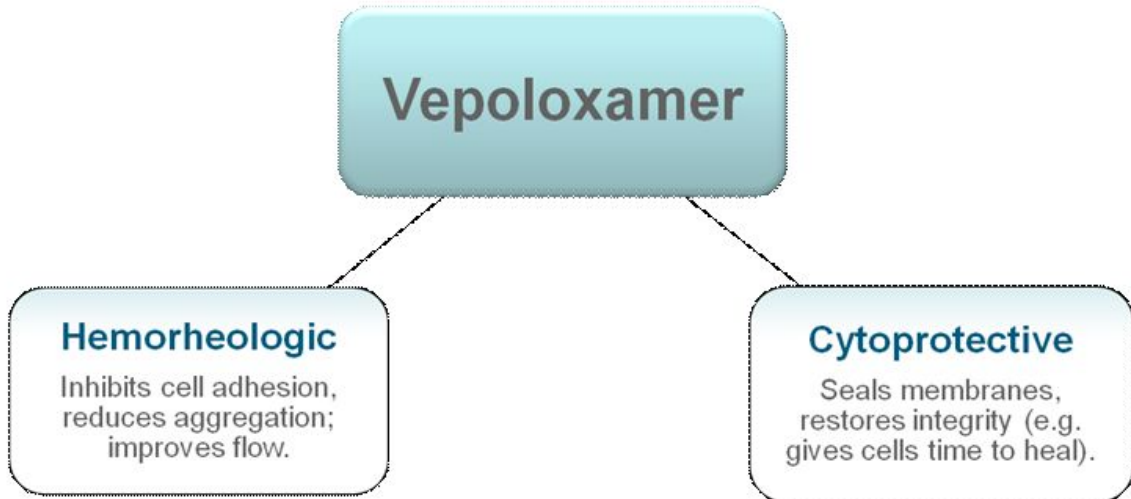 Vepoloxamer
Hemorheologic
Inhibits cell adhesion,
reduces aggregation;
improves flow.
Cytoprotective
Seals membranes,
restores integrity (e.g.
gives cells time to heal).